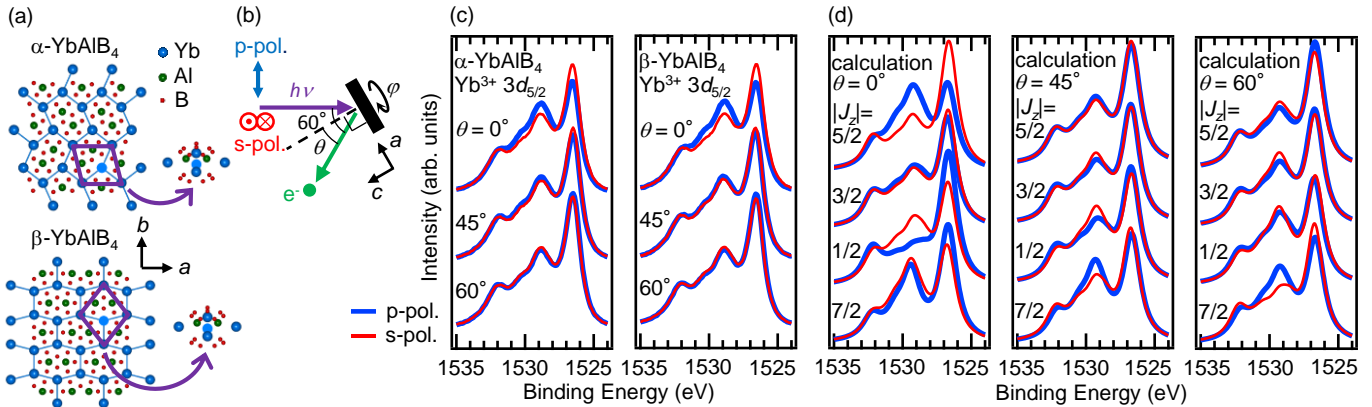 (a)
α-YbAlB4
Yb
Al
B
b
a
β-YbAlB4
(b)
p-pol.
hν
s-pol.
60°
θ
φ
e-
a
c
(c)
Intensity (arb. units)
α-YbAlB4
Yb3+ 3d5/2
θ = 0°
45°
60°
p-pol.
s-pol.
1535 1530 1525
β-YbAlB4
Yb3+ 3d5/2
θ = 0°
45°
60°
1535 1530 1525
Binding Energy (eV)
(d)
calculation
θ = 0°
|Jz|=
5/2
3/2
1/2
7/2
1535 1530 1525
calculation
θ = 45°
|Jz|=
5/2
3/2
1/2
7/2
1535 1530 1525
calculation
θ = 60°
|Jz|=
5/2
3/2
1/2
7/2
1535 1530 1525
Binding Energy (eV)